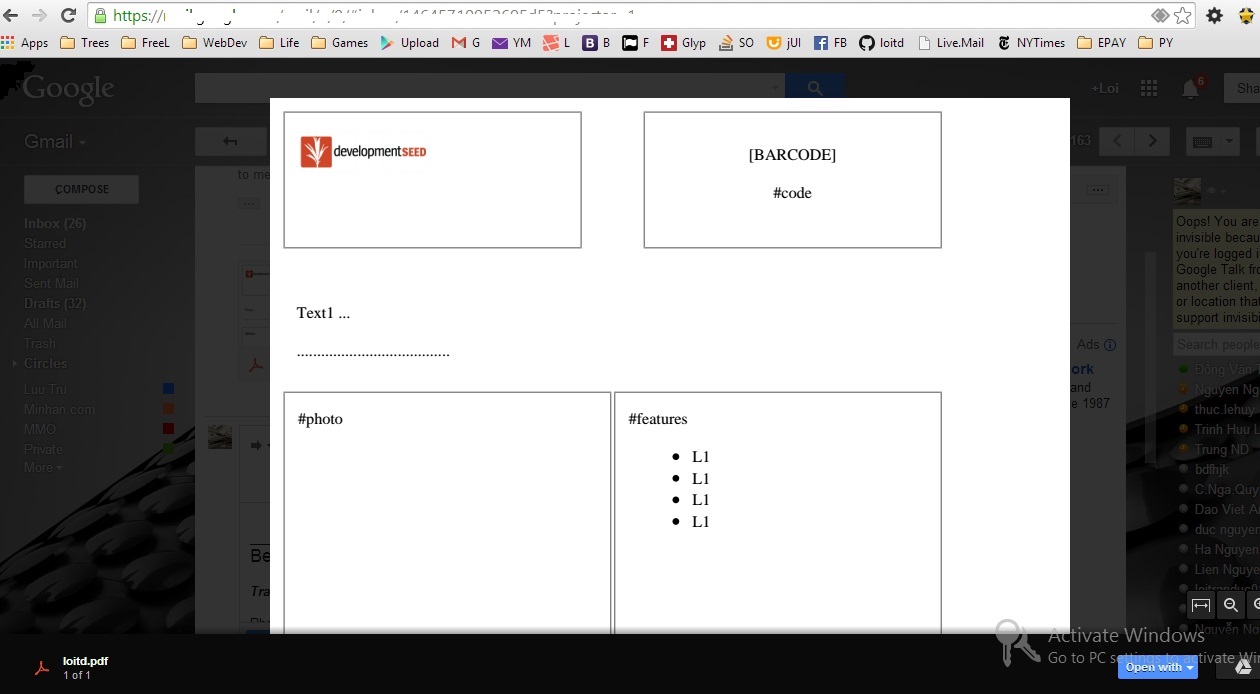 https://
Apps Trees FreeL WebDev Life Games Upload G YM L B F Glyp SO jUI FB loitd Live.Mail NYTimes EPAY PY
Google
+Loi
6
Sha
Gmail
163
COMPOSE
to me
Inbox (26)
Starred
Important
Sent Mail
Drafts (32)
All Mail
Trash
Circles
Luu Tru
Minhan.com
MMO
Private
More
developmentSEED
[BARCODE]
#code
Text1 ...
......................................
#photo
#features
• L1
• L1
• L1
• L1
Oops! You are
invisible becau
you're logged i
Google Talk fro
another client,
or location that
support invisibi
Search people
Ads
ork
and
e 1987
Đồng Văn T
Nguyen Ng
thuc.lehuy
Trinh Huu L
Trung ND
bdfhjk
C.Nga.Quy
Dao Viet A
duc nguyen
Ha Nguyen
Lien Nguye
Nguyễn
Be
Tra
Activate Windows
Go to PC settings to activate Wi
loitd.pdf
1 of 1
Open with